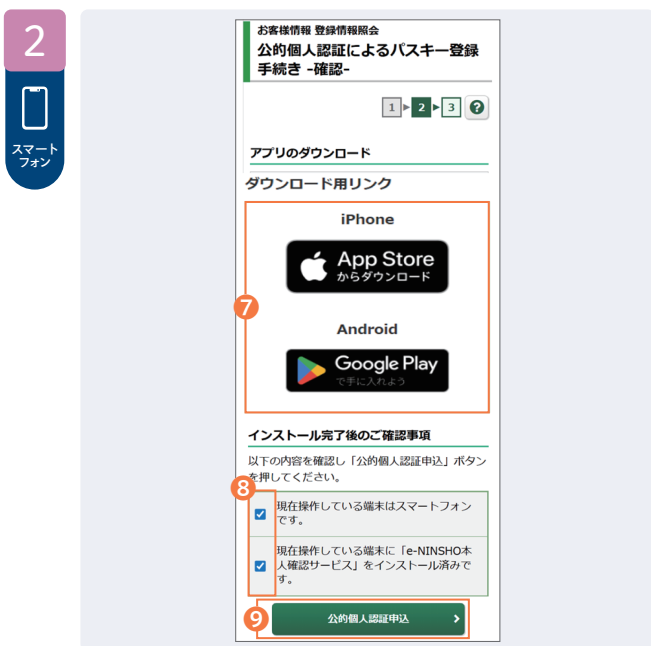 2
スマート
フォン
お客様情報 登録情報照会
公的個人認証によるパスキー登録
手続き -確認-
1 2 3 ?
アプリのダウンロード
ダウンロード用リンク
7
iPhone
App Store
からダウンロード
Android
Google Play
で手に入れよう
インストール完了後のご確認事項
以下の内容を確認し「公的個人認証申込」ボタン
を押してください。
8
現在操作している端末はスマートフォン
です。
現在操作している端末に「e-NINSHO本
人確認サービス」をインストール済みで
す。
9
公的個人認証申込